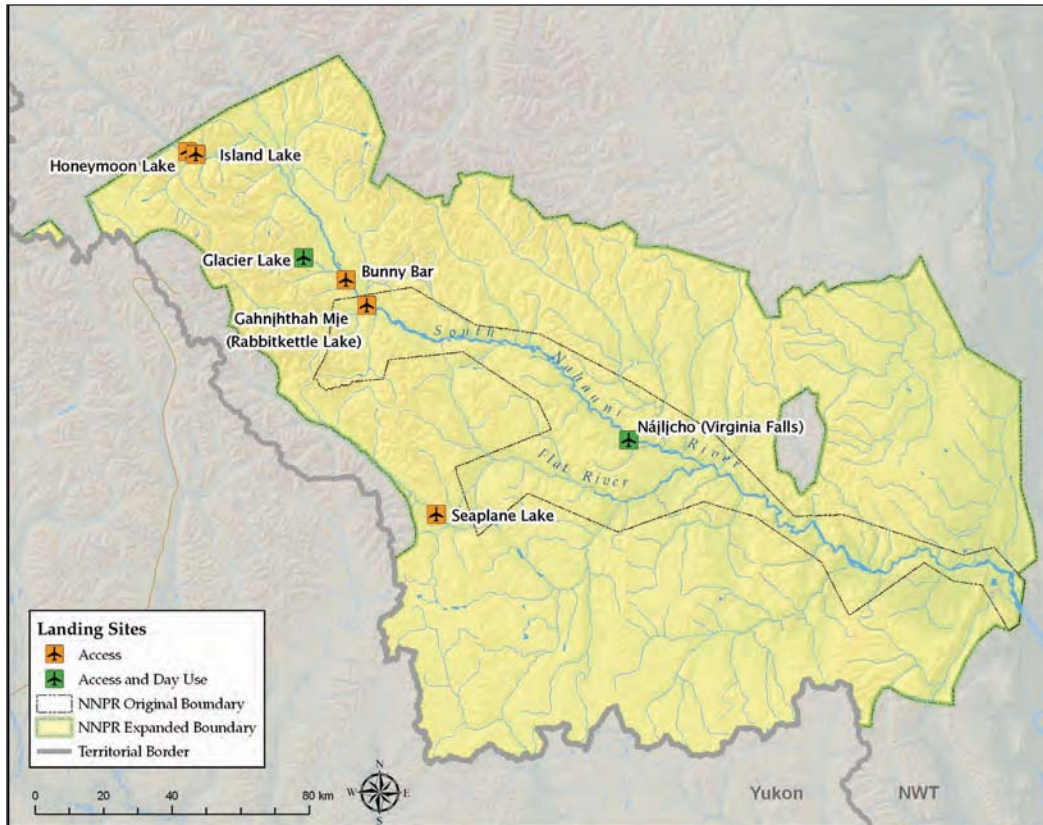 Honeymoon Lake
Island Lake
Glacier Lake
Bunny Bar
Gahnįhthah Mįe
(Rabbitkettle Lake)
South
Nahanni
River
Náįlįcho (Virginia Falls)
Flat River
Seaplane Lake
Landing Sites
Access
Access and Day Use
NNPR Original Boundary
NNPR Expanded Boundary
Territorial Border
0 20 40 80 km
N
W E
S
Yukon NWT